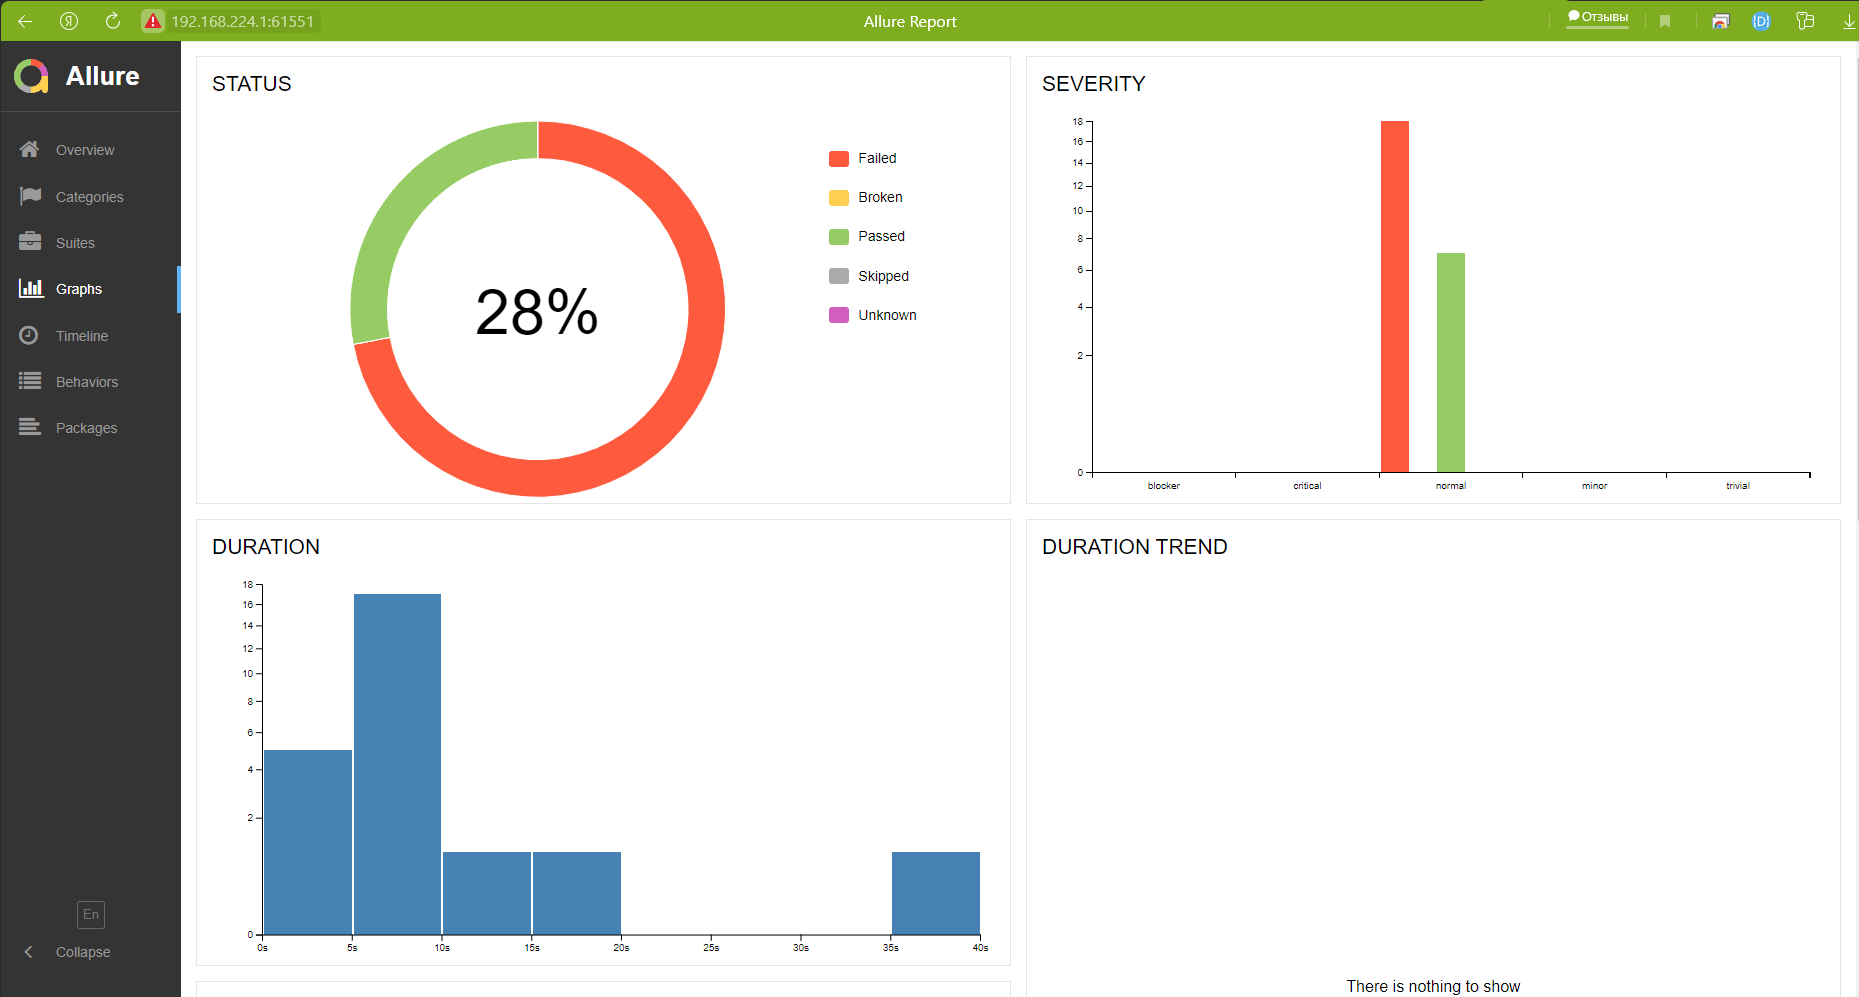 192.168.224.1:61551
Allure Report
Отзывы
Allure
Overview
Categories
Suites
Graphs
Timeline
Behaviors
Packages
En
Collapse
STATUS
28%
Failed
Broken
Passed
Skipped
Unknown
SEVERITY
18
16
14
12
10
8
6
4
2
0
blocker critical normal minor trivial
DURATION
18
16
14
12
10
8
6
4
2
0
0s 5s 10s 15s 20s 25s 30s 35s 40s
DURATION TREND
There is nothing to show